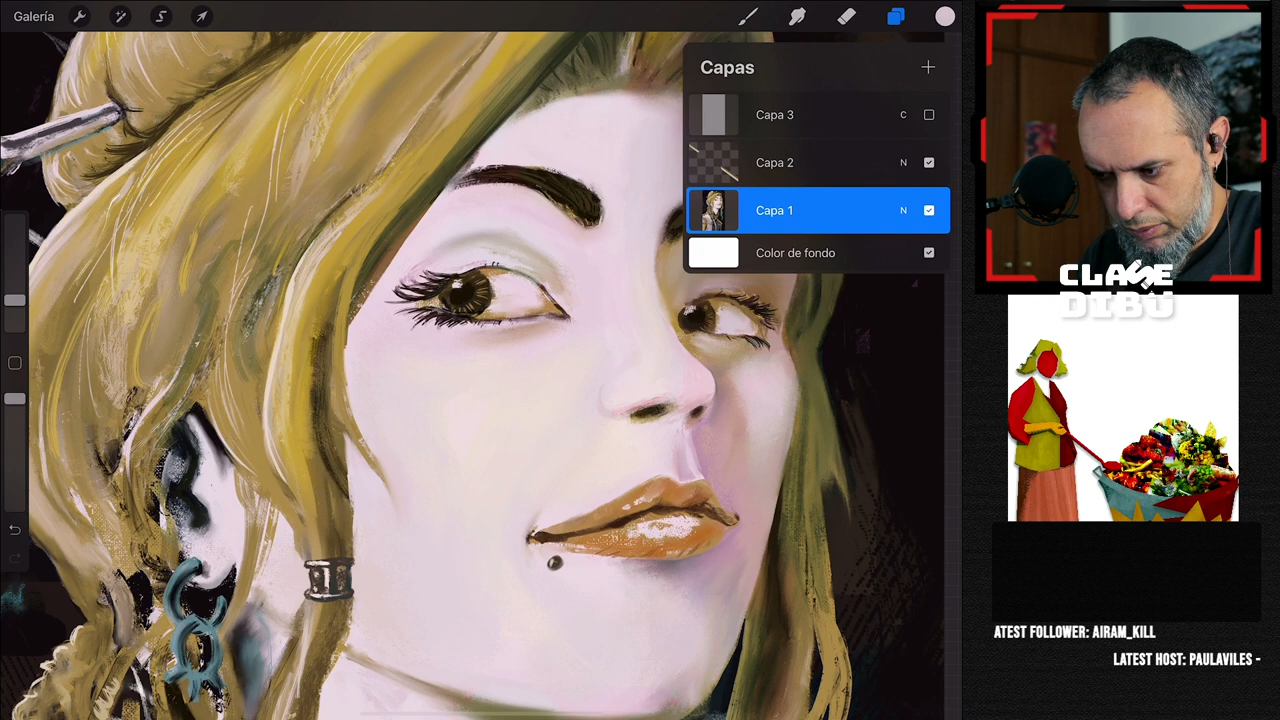 Galería
Capas
Capa 3 C
Capa 2 N
Capa 1 N
Color de fondo
CLASE
DIBU
ATEST FOLLOWER: AIRAM_KILL
LATEST HOST: PAULAVILES -